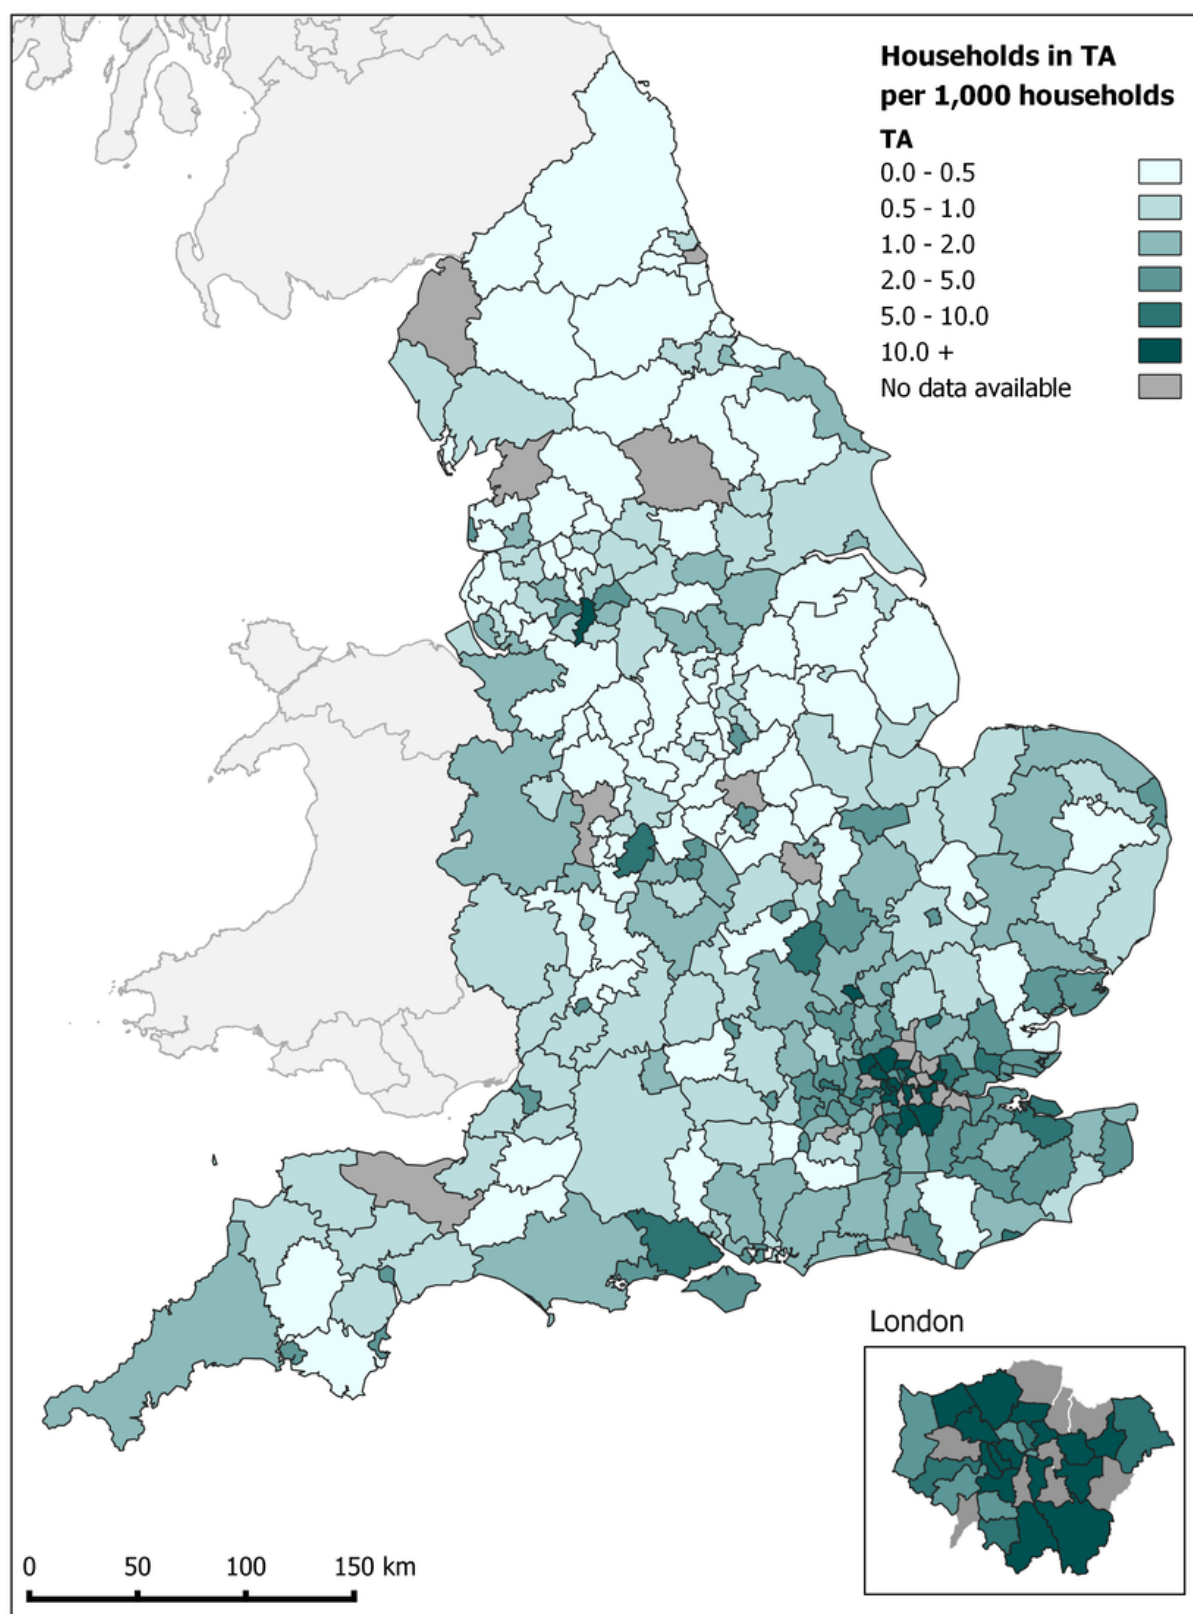 Households in TA
per 1,000 households
TA
0.0 - 0.5
0.5 - 1.0
1.0 - 2.0
2.0 - 5.0
5.0 - 10.0
10.0 +
No data available
London
0 50 100 150 km